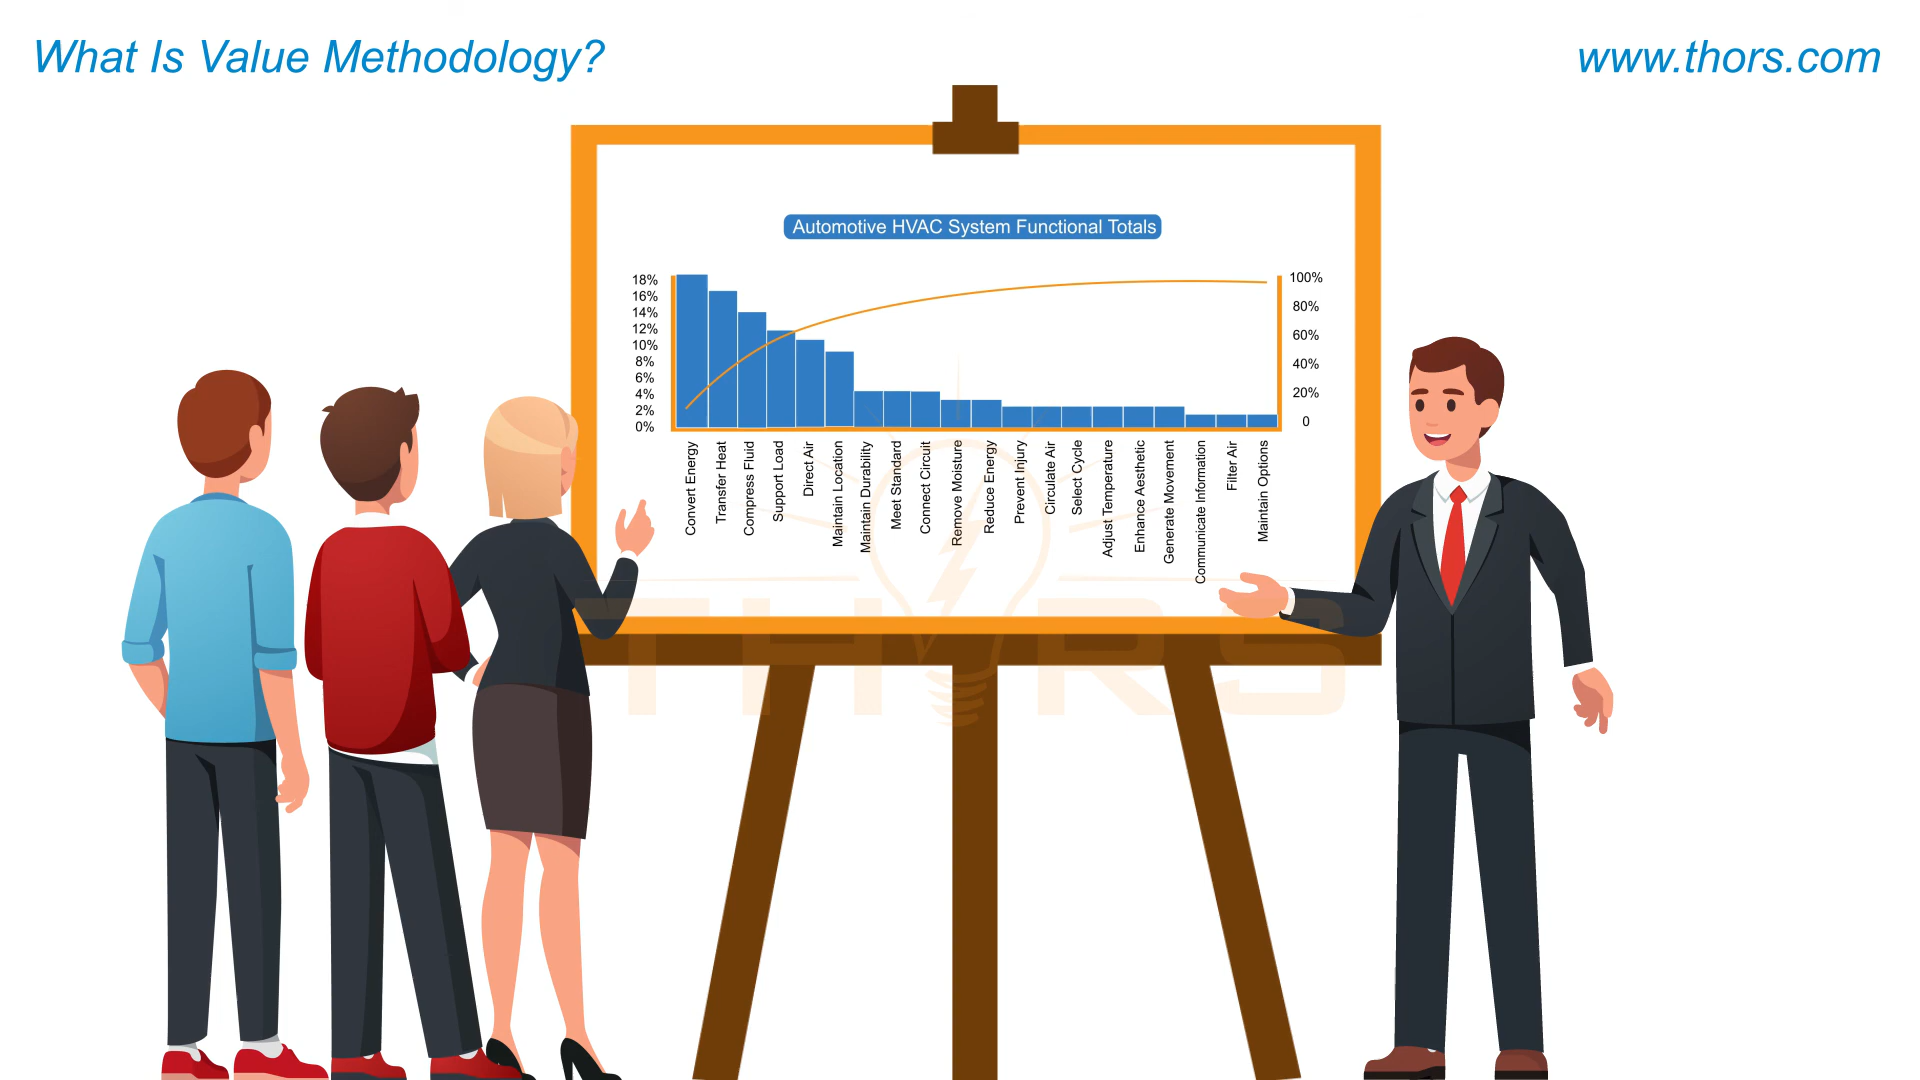 What Is Value Methodology?
www.thors.com
Automotive HVAC System Functional Totals
18%
16%
14%
12%
10%
8%
6%
4%
2%
0%
100%
80%
60%
40%
20%
0
Convert Energy
Transfer Heat
Compress Fluid
Support Load
Direct Air
Maintain Location
Maintain Durability
Meet Standard
Connect Circuit
Remove Moisture
Reduce Energy
Prevent Injury
Circulate Air
Select Cycle
Adjust Temperature
Enhance Aesthetic
Generate Movement
Communicate Information
Filter Air
Maintain Options
THORS